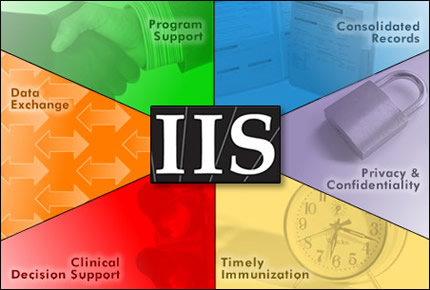 Program
Support
Consolidated
Records
Data
Exchange
IIS
Privacy &
Confidentiality
Clinical
Decision Support
Timely
Immunization